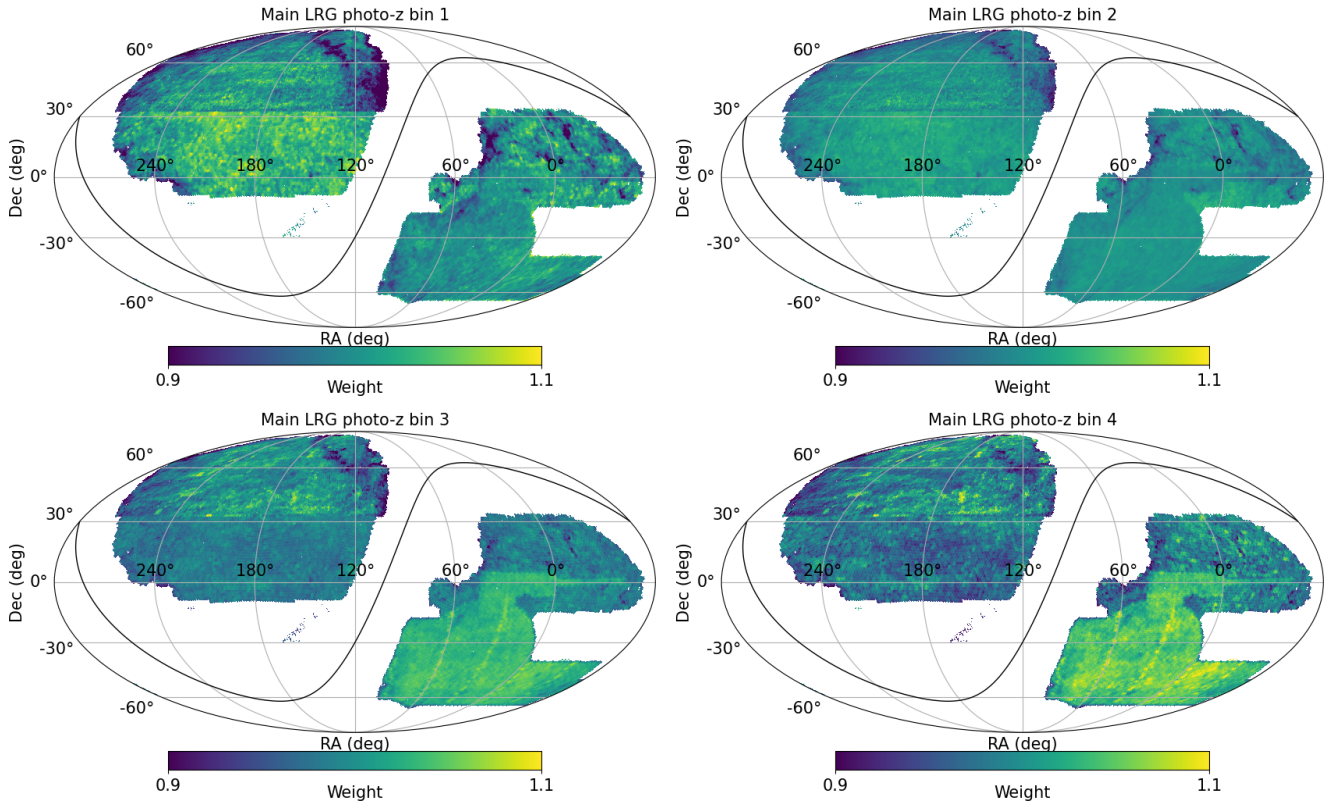 Main LRG photo-z bin 1
60°
30°
0°
-30°
-60°
240° 180° 120° 60° 0°
Dec (deg)
RA (deg)
0.9 1.1
Weight
Main LRG photo-z bin 2
60°
30°
0°
-30°
-60°
240° 180° 120° 60° 0°
Dec (deg)
RA (deg)
0.9 1.1
Weight
Main LRG photo-z bin 3
60°
30°
0°
-30°
-60°
240° 180° 120° 60° 0°
Dec (deg)
RA (deg)
0.9 1.1
Weight
Main LRG photo-z bin 4
60°
30°
0°
-30°
-60°
240° 180° 120° 60° 0°
Dec (deg)
RA (deg)
0.9 1.1
Weight